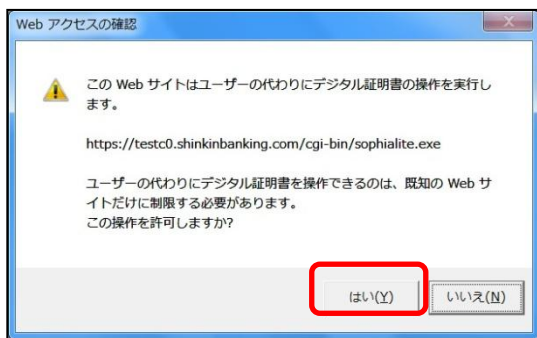 Web アクセスの確認
この Web サイトはユーザーの代わりにデジタル証明書の操作を実行し
ます。
https://testc0.shinkinbanking.com/cgi-bin/sophialite.exe
ユーザーの代わりにデジタル証明書を操作できるのは、既知の Web サ
イトだけに制限する必要があります。
この操作を許可しますか?
はい(Y) いいえ(N)